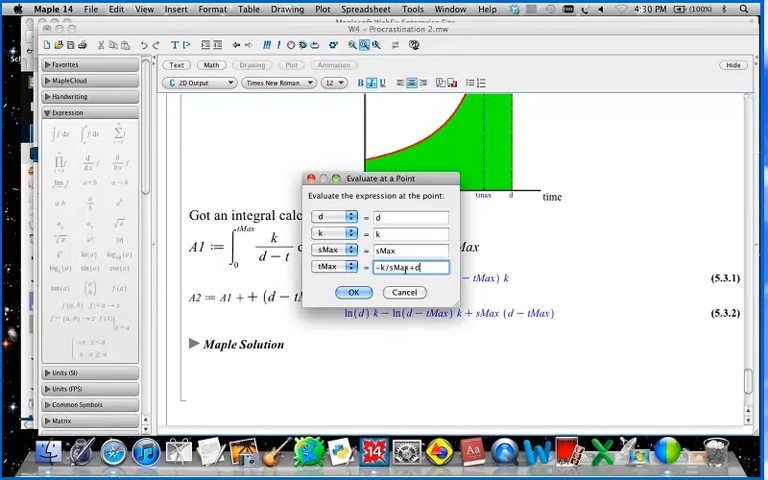 Maple 14 File Edit View Insert Format Table Drawing Plot Spreadsheet Tools Window 4:30 PM (100%)
W4 - Procrastination 2.mw
Favorites
MapleCloud
Handwriting
Expression
Text Math Drawing Plot Animation Hide
C 2D Output Times New Roman 12 B I U
tmax d time
Evaluate at a Point
Evaluate the expression at the point:
d = d
k = k
sMax = sMax
tMax = -k/sMax+d
OK Cancel
Got an integral calc
A1 := ∫ 0 tMax k / d − t
− tMax) k (5.3.1)
A2 := A1 + + (d − tM
ln(d) k − ln(d − tMax) k + sMax (d − tMax) (5.3.2)
Maple Solution
Units (SI)
Units (FPS)
Common Symbols
Matrix